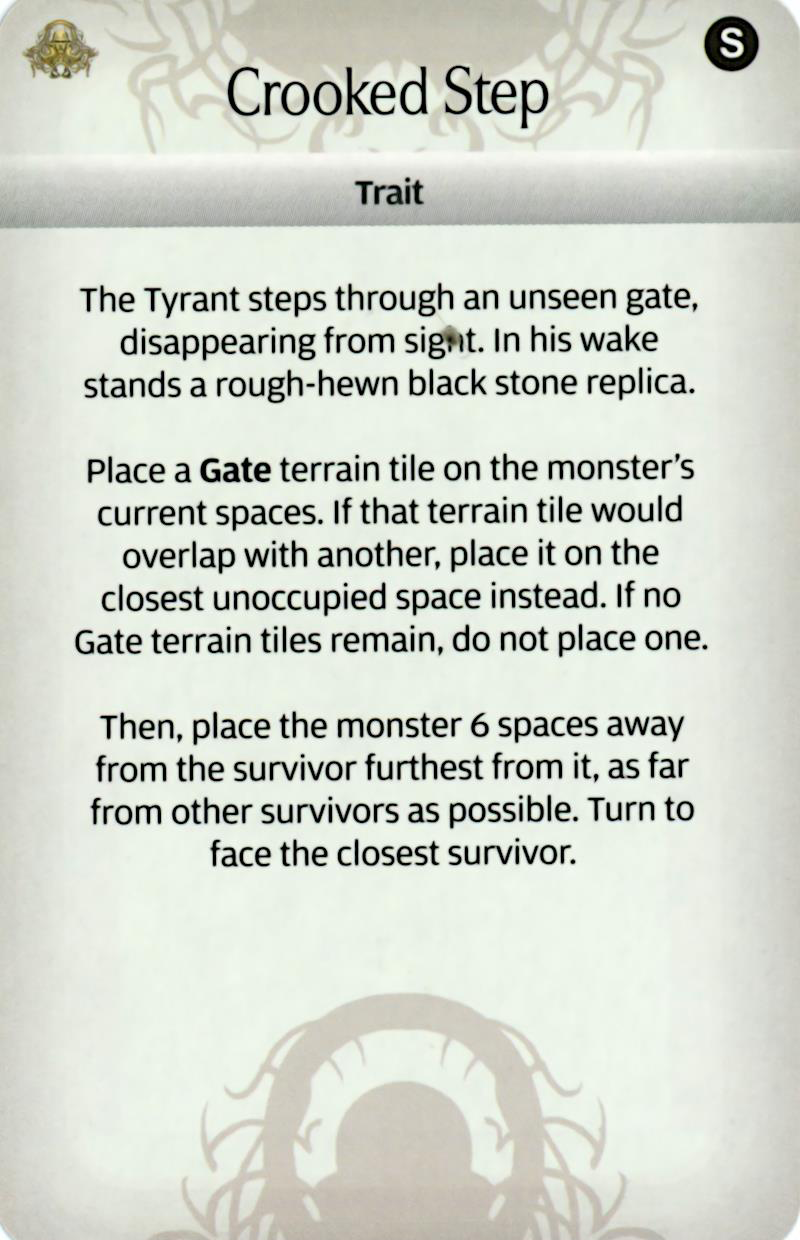 S
Crooked Step
Trait
The Tyrant steps through an unseen gate,
disappearing from sight. In his wake
stands a rough-hewn black stone replica.
Place a Gate terrain tile on the monster's
current spaces. If that terrain tile would
overlap with another, place it on the
closest unoccupied space instead. If no
Gate terrain tiles remain, do not place one.
Then, place the monster 6 spaces away
from the survivor furthest from it, as far
from other survivors as possible. Turn to
face the closest survivor.